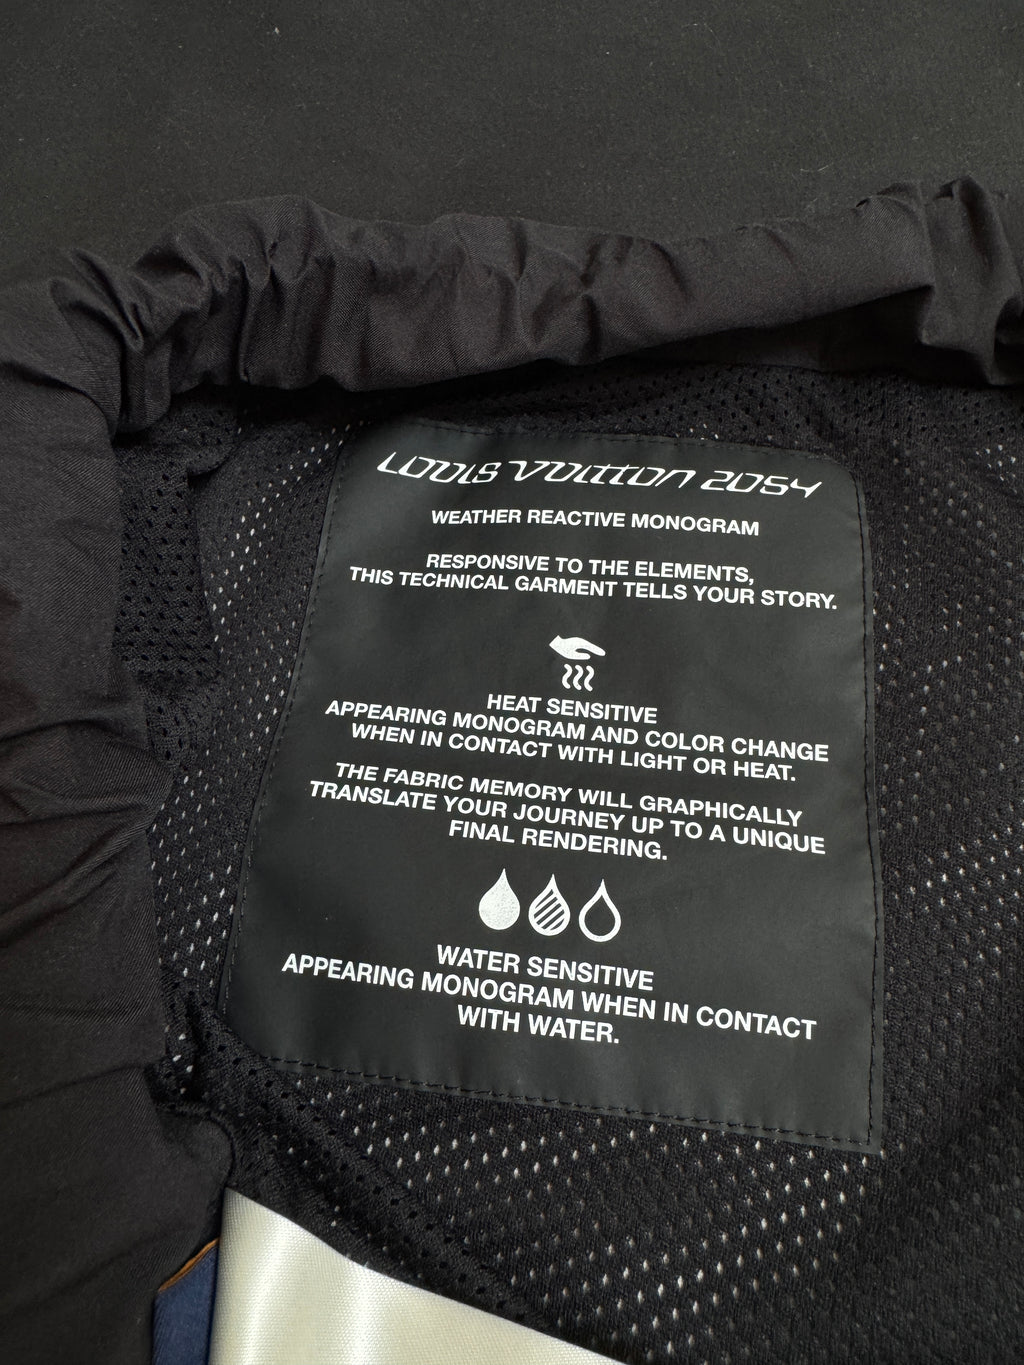 LOUIS VUITTON 2054
WEATHER REACTIVE MONOGRAM
RESPONSIVE TO THE ELEMENTS,
THIS TECHNICAL GARMENT TELLS YOUR STORY.
HEAT SENSITIVE
APPEARING MONOGRAM AND COLOR CHANGE
WHEN IN CONTACT WITH LIGHT OR HEAT.
THE FABRIC MEMORY WILL GRAPHICALLY
TRANSLATE YOUR JOURNEY UP TO A UNIQUE
FINAL RENDERING.
WATER SENSITIVE
APPEARING MONOGRAM WHEN IN CONTACT
WITH WATER.